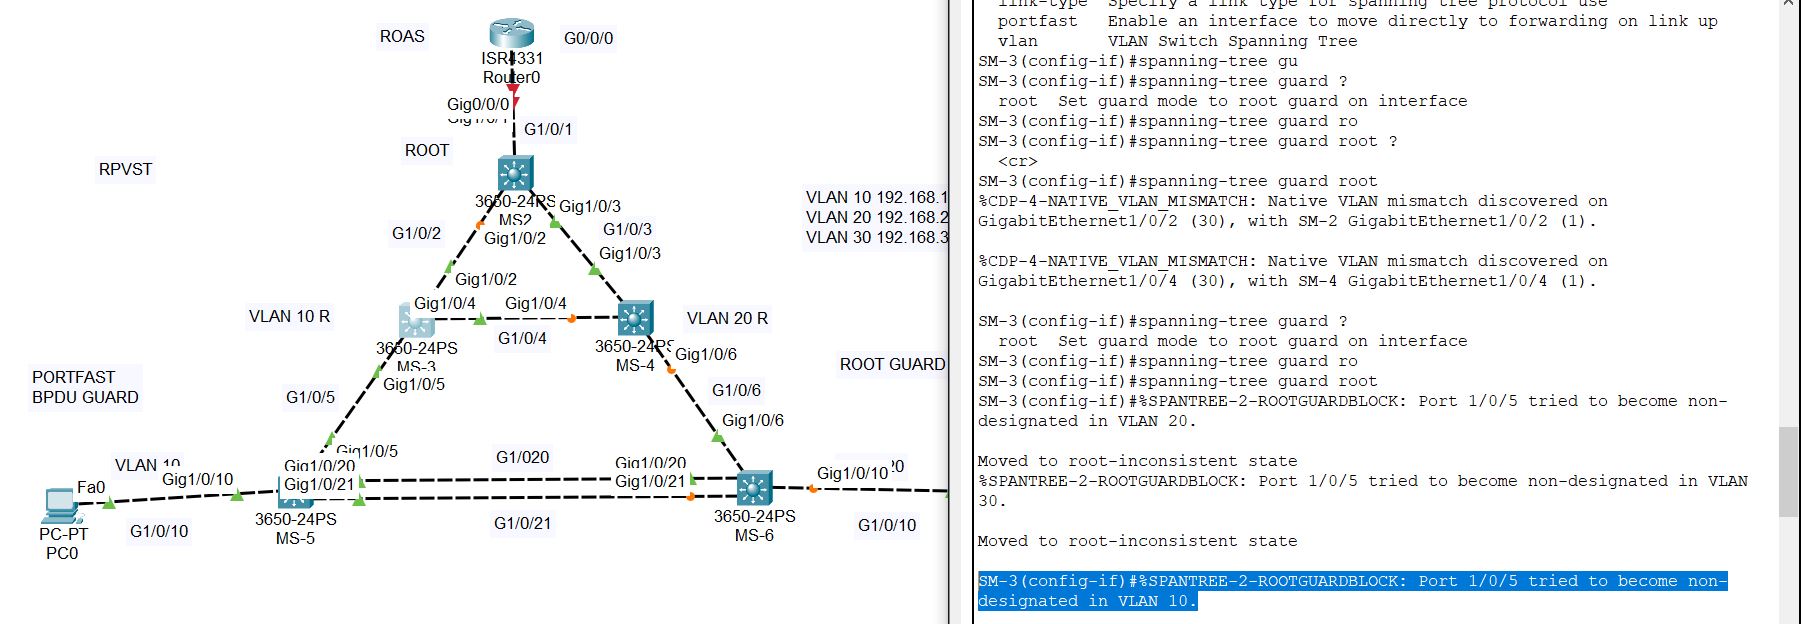 ROAS
G0/0/0
ISR4331
Router0
Gig0/0/0
G1/0/1
ROOT
RPVST
3650-24PS
MS2
Gig1/0/3
VLAN 10 192.168.1
VLAN 20 192.168.2
VLAN 30 192.168.3
G1/0/2
Gig1/0/2
G1/0/3
Gig1/0/3
Gig1/0/2
Gig1/0/4
Gig1/0/4
VLAN 10 R
VLAN 20 R
G1/0/4
3650-24PS
MS-3
3650-24PS
MS-4
Gig1/0/6
ROOT GUARD
PORTFAST
BPDU GUARD
Gig1/0/5
G1/0/5
G1/0/6
Gig1/0/6
Gig1/0/5
VLAN 10
Gig1/0/20
G1/020
Gig1/0/20
Gig1/0/10
Gig1/0/21
Gig1/0/21
Gig1/0/10
Fa0
3650-24PS
MS-5
G1/0/21
3650-24PS
MS-6
G1/0/10
PC-PT
PC0
G1/0/10
link-type Specify a link type for spanning tree protocol use
portfast Enable an interface to move directly to forwarding on link up
vlan VLAN Switch Spanning Tree
SM-3(config-if)#spanning-tree gu
SM-3(config-if)#spanning-tree guard ?
root Set guard mode to root guard on interface
SM-3(config-if)#spanning-tree guard ro
SM-3(config-if)#spanning-tree guard root ?
<cr>
SM-3(config-if)#spanning-tree guard root
%CDP-4-NATIVE_VLAN_MISMATCH: Native VLAN mismatch discovered on
GigabitEthernet1/0/2 (30), with SM-2 GigabitEthernet1/0/2 (1).
%CDP-4-NATIVE_VLAN_MISMATCH: Native VLAN mismatch discovered on
GigabitEthernet1/0/4 (30), with SM-4 GigabitEthernet1/0/4 (1).
SM-3(config-if)#spanning-tree guard ?
root Set guard mode to root guard on interface
SM-3(config-if)#spanning-tree guard ro
SM-3(config-if)#spanning-tree guard root
SM-3(config-if)#%SPANTREE-2-ROOTGUARDBLOCK: Port 1/0/5 tried to become non-
designated in VLAN 20.
Moved to root-inconsistent state
%SPANTREE-2-ROOTGUARDBLOCK: Port 1/0/5 tried to become non-designated in VLAN
30.
Moved to root-inconsistent state
SM-3(config-if)#%SPANTREE-2-ROOTGUARDBLOCK: Port 1/0/5 tried to become non-
designated in VLAN 10.